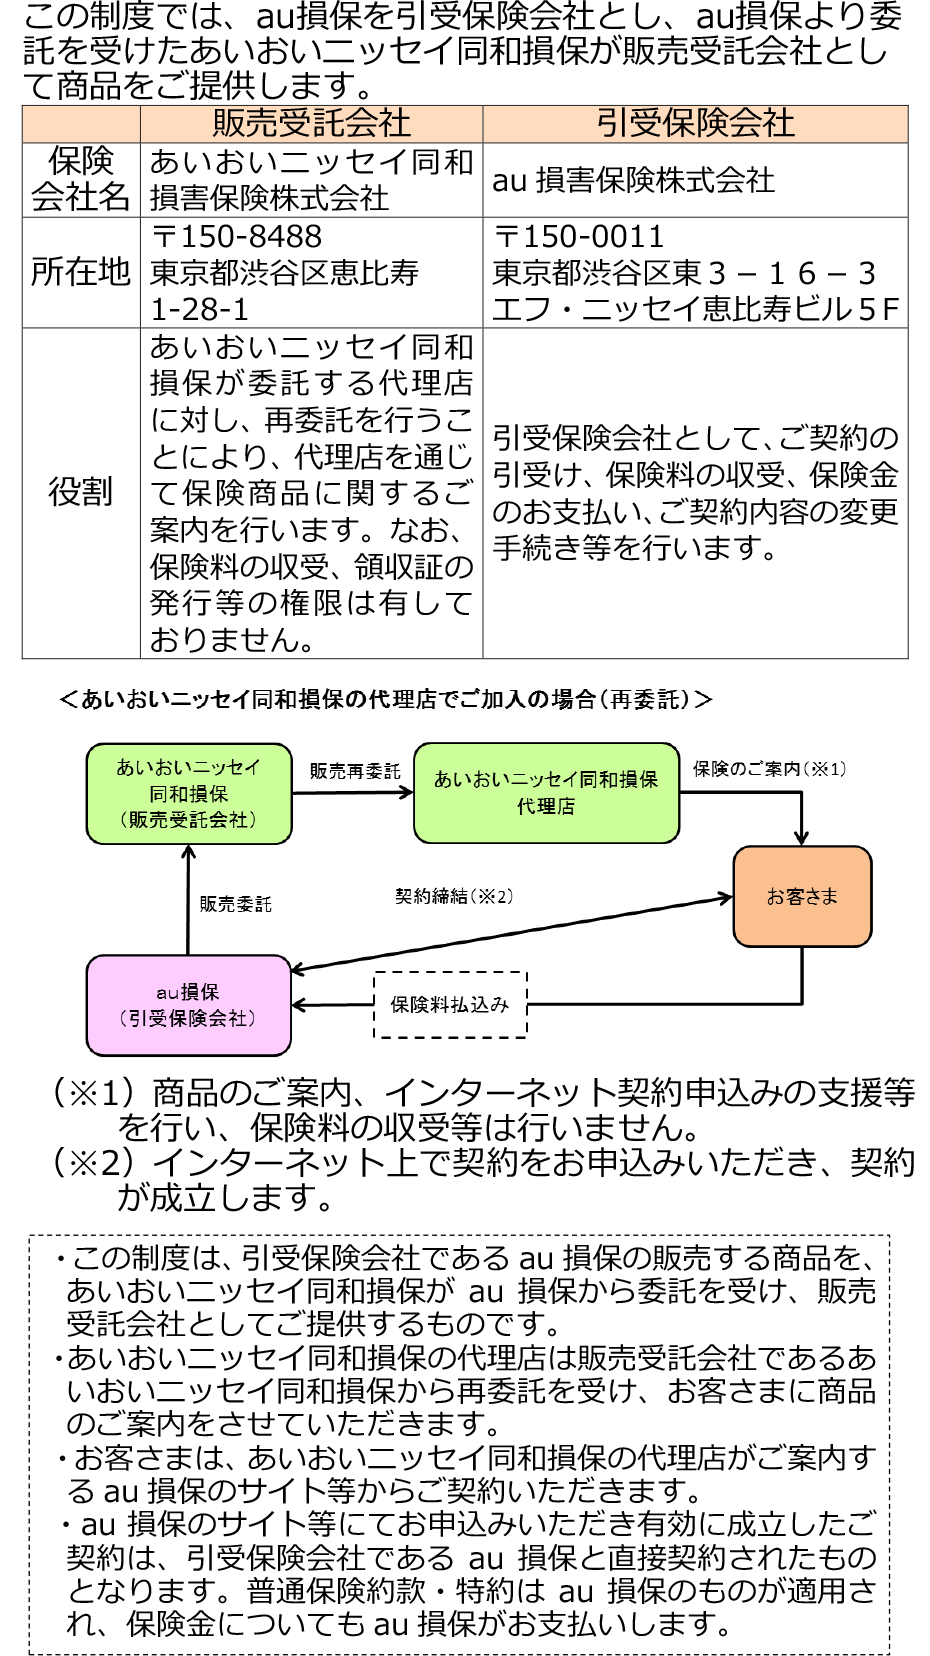 この制度では、au損保を引受保険会社とし、au損保より委
託を受けたあいおいニッセイ同和損保が販売受託会社とし
て商品をご提供します。
販売受託会社
引受保険会社
保険
会社名
あいおいニッセイ同和
損害保険株式会社
au 損害保険株式会社
所在地
〒150-8488
東京都渋谷区恵比寿
1-28-1
〒150-0011
東京都渋谷区東３－１６－３
エフ・ニッセイ恵比寿ビル５F
役割
あいおいニッセイ同和
損保が委託する代理店
に対し、再委託を行うこ
とにより、代理店を通じ
て保険商品に関するご
案内を行います。なお、
保険料の収受、領収証の
発行等の権限は有して
おりません。
引受保険会社として、ご契約の
引受け、保険料の収受、保険金
のお支払い、ご契約内容の変更
手続き等を行います。
＜あいおいニッセイ同和損保の代理店でご加入の場合（再委託）＞
あいおいニッセイ
同和損保
（販売受託会社）
販売再委託
あいおいニッセイ同和損保
代理店
保険のご案内(※1)
販売委託
契約締結(※2)
お客さま
au損保
（引受保険会社）
保険料払込み
（※1）商品のご案内、インターネット契約申込みの支援等
を行い、保険料の収受等は行いません。
（※2）インターネット上で契約をお申込みいただき、契約
が成立します。
・この制度は、引受保険会社である au 損保の販売する商品を、
あいおいニッセイ同和損保が au 損保から委託を受け、販売
受託会社としてご提供するものです。
・あいおいニッセイ同和損保の代理店は販売受託会社であるあ
いおいニッセイ同和損保から再委託を受け、お客さまに商品
のご案内をさせていただきます。
・お客さまは、あいおいニッセイ同和損保の代理店がご案内す
る au 損保のサイト等からご契約いただきます。
・au 損保のサイト等にてお申込みいただき有効に成立したご
契約は、引受保険会社である au 損保と直接契約されたもの
となります。普通保険約款・特約は au 損保のものが適用さ
れ、保険金についても au 損保がお支払いします。